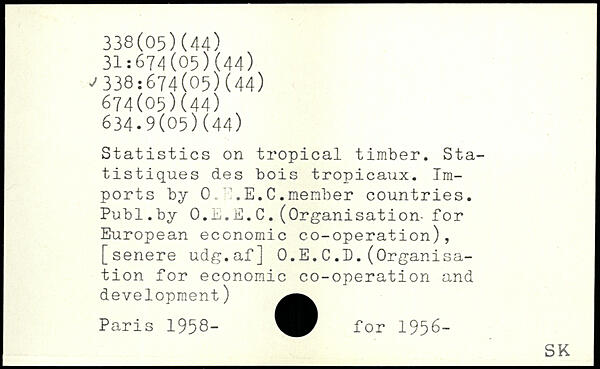 338(05)(44)
31:674(05)(44)
✓338:674(05)(44)
674(05)(44)
634.9(05)(44)
Statistics on tropical timber. Sta-
tistiques des bois tropicaux. Im-
ports by O.E.E.C.member countries.
Publ.by O.E.E.C.(Organisation for
European economic co-operation),
[senere udg.af] O.E.C.D.(Organisa-
tion for economic co-operation and
development)
Paris 1958- for 1956-
SK